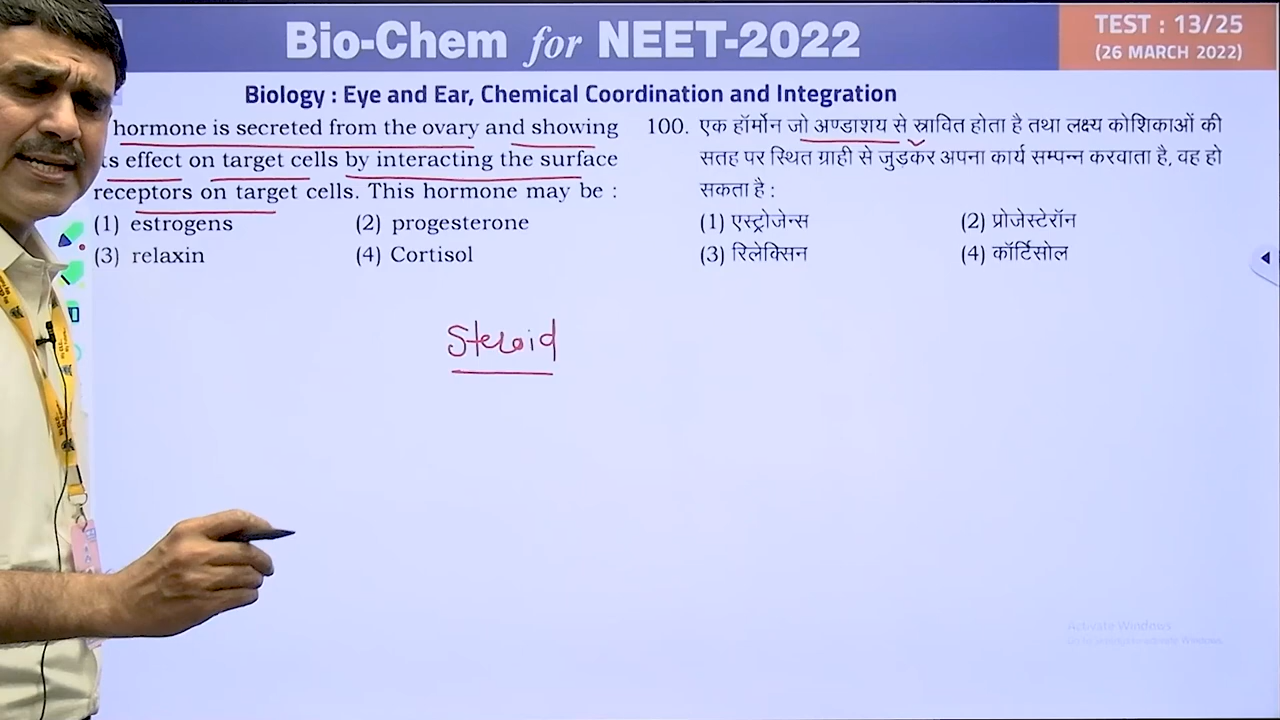 Bio-Chem for NEET-2022
TEST : 13/25
(26 MARCH 2022)
Biology : Eye and Ear, Chemical Coordination and Integration
hormone is secreted from the ovary and showing
ts effect on target cells by interacting the surface
receptors on target cells. This hormone may be :
(1) estrogens (2) progesterone
(3) relaxin (4) Cortisol
100. एक हॉर्मोन जो अण्डाशय से स्रावित होता है तथा लक्ष्य कोशिकाओं की
सतह पर स्थित ग्राही से जुड़कर अपना कार्य सम्पन्न करवाता है, वह हो
सकता है :
(1) एस्ट्रोजेन्स (2) प्रोजेस्टेरॉन
(3) रिलेक्सिन (4) कॉर्टिसोल
Steroid
Activate Windows